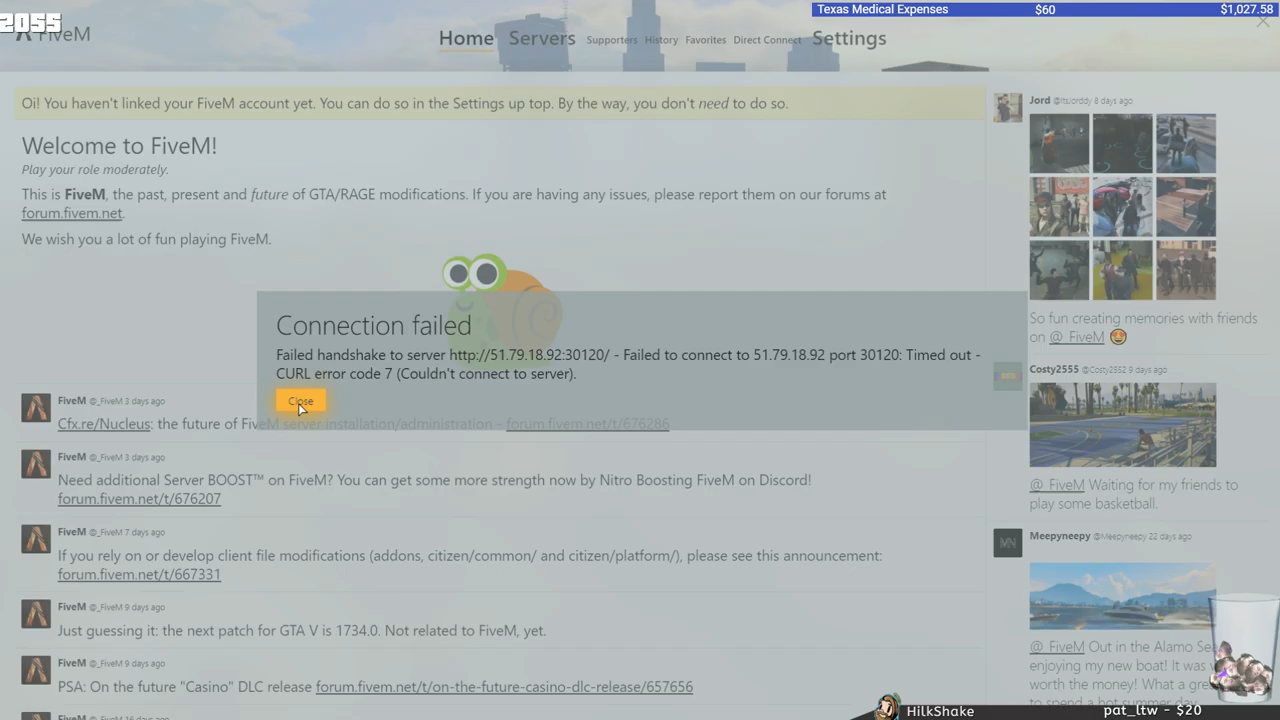 Texas Medical Expenses $60 $1,027.58
2055
FiveM
Home Servers Supporters History Favorites Direct Connect Settings
Oi! You haven't linked your FiveM account yet. You can do so in the Settings up top. By the way, you don't need to do so.
Welcome to FiveM!
Play your role moderately.
This is FiveM, the past, present and future of GTA/RAGE modifications. If you are having any issues, please report them on our forums at
forum.fivem.net.
We wish you a lot of fun playing FiveM.
Connection failed
Failed handshake to server http://51.79.18.92:30120/ - Failed to connect to 51.79.18.92 port 30120: Timed out -
CURL error code 7 (Couldn't connect to server).
Close
FiveM @_FiveM 3 days ago
Cfx.re/Nucleus: the future of FiveM server installation/administration - forum.fivem.net/t/676286
FiveM @_FiveM 3 days ago
Need additional Server BOOST™ on FiveM? You can get some more strength now by Nitro Boosting FiveM on Discord!
forum.fivem.net/t/676207
FiveM @_FiveM 7 days ago
If you rely on or develop client file modifications (addons, citizen/common/ and citizen/platform/), please see this announcement:
forum.fivem.net/t/667331
FiveM @_FiveM 9 days ago
Just guessing it: the next patch for GTA V is 1734.0. Not related to FiveM, yet.
FiveM @_FiveM 9 days ago
PSA: On the future "Casino" DLC release forum.fivem.net/t/on-the-future-casino-dlc-release/657656
FiveM @_FiveM 16 days ago
Jord @ItsJorddy 8 days ago
So fun creating memories with friends
on @_FiveM
Costy2555 @Costy2552 9 days ago
@_FiveM Waiting for my friends to
play some basketball.
MN
Meepyneepy @Meepyneepy 22 days ago
@_FiveM Out in the Alamo Sea
enjoying my new boat! It was
worth the money! What a
to spend a hot summer
HilkShake
pat_ltw - $20